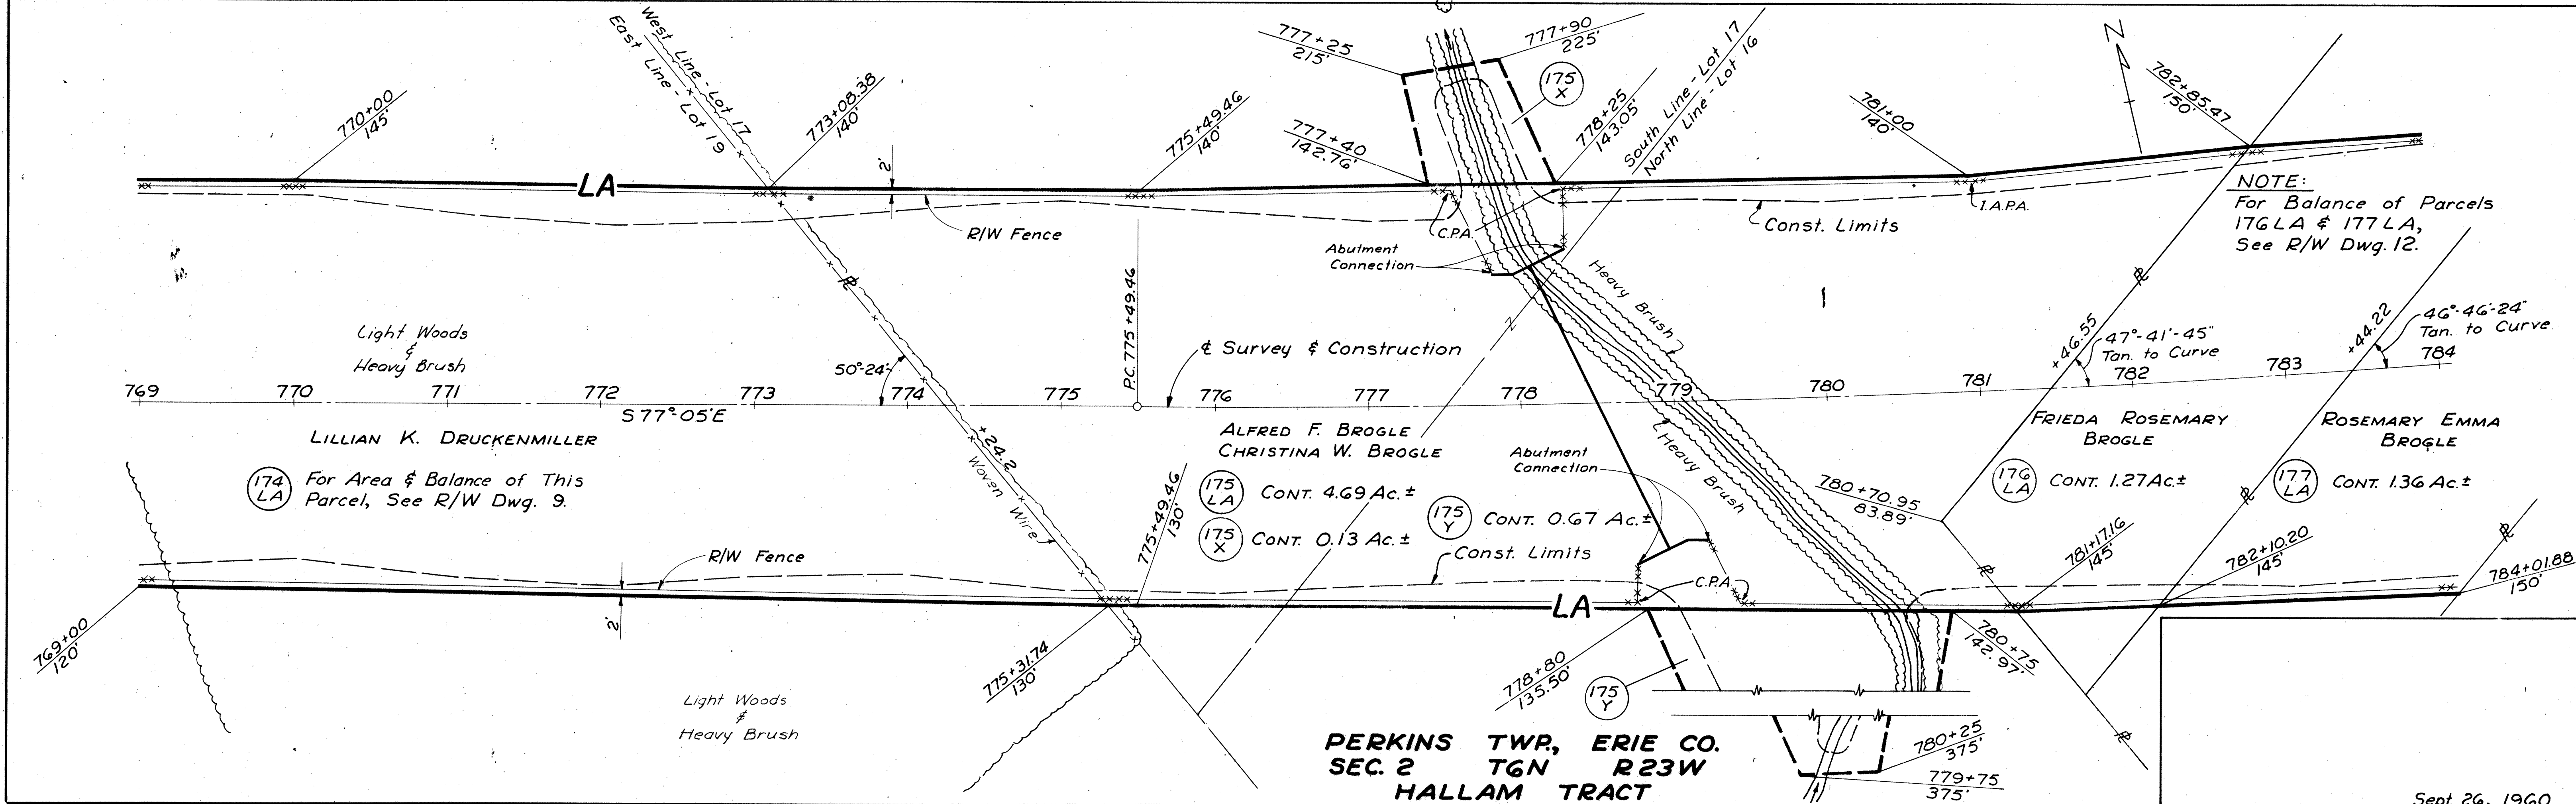 West Line - Lot 17
East Line - Lot 19
777+25
215'
777+90
225'
175
X
South Line - Lot 17
North Line - Lot 16
N
770+00
145'
773+08.38
140'
775+49.46
140'
777+40
142.76'
778+25
143.05'
781+00
140'
782+85.47
150'
LA
2'
R/W Fence
C.P.A.
Const. Limits
I.A.P.A.
NOTE:
For Balance of Parcels
176 LA & 177 LA,
See R/W Dwg. 12.
Abutment
Connection
Heavy Brush
Light Woods
&
Heavy Brush
℄ Survey & Construction
P.C. 775+49.46
50°-24'
+46.55
47°-41'-45"
Tan. to Curve
+44.22
46°-46'-24"
Tan. to Curve
769
770
771
772
773
774
775
776
777
778
779
780
781
782
783
784
S 77° 05' E
LILLIAN K. DRUCKENMILLER
174
LA
For Area & Balance of This
Parcel, See R/W Dwg. 9.
+24.2
Woven Wire
ALFRED F. BROGLE
CHRISTINA W. BROGLE
175
LA
CONT. 4.69 Ac. ±
175
X
CONT. 0.13 Ac. ±
175
Y
CONT. 0.67 Ac. ±
Abutment
Connection
Heavy Brush
FRIEDA ROSEMARY
BROGLE
176
LA
CONT. 1.27 Ac. ±
ROSEMARY EMMA
BROGLE
177
LA
CONT. 1.36 Ac. ±
780+70.95
83.89'
775+49.46
130'
R/W Fence
Const. Limits
C.P.A.
LA
2'
769+00
120'
775+31.74
130'
778+80
135.50'
175
Y
780+75
142.97'
781+17.16
145'
782+10.20
145'
784+01.88
150'
Light Woods
&
Heavy Brush
780+25
375'
779+75
375'
PERKINS TWP., ERIE CO.
SEC. 2 T6N R23W
HALLAM TRACT
Sept. 26, 1960